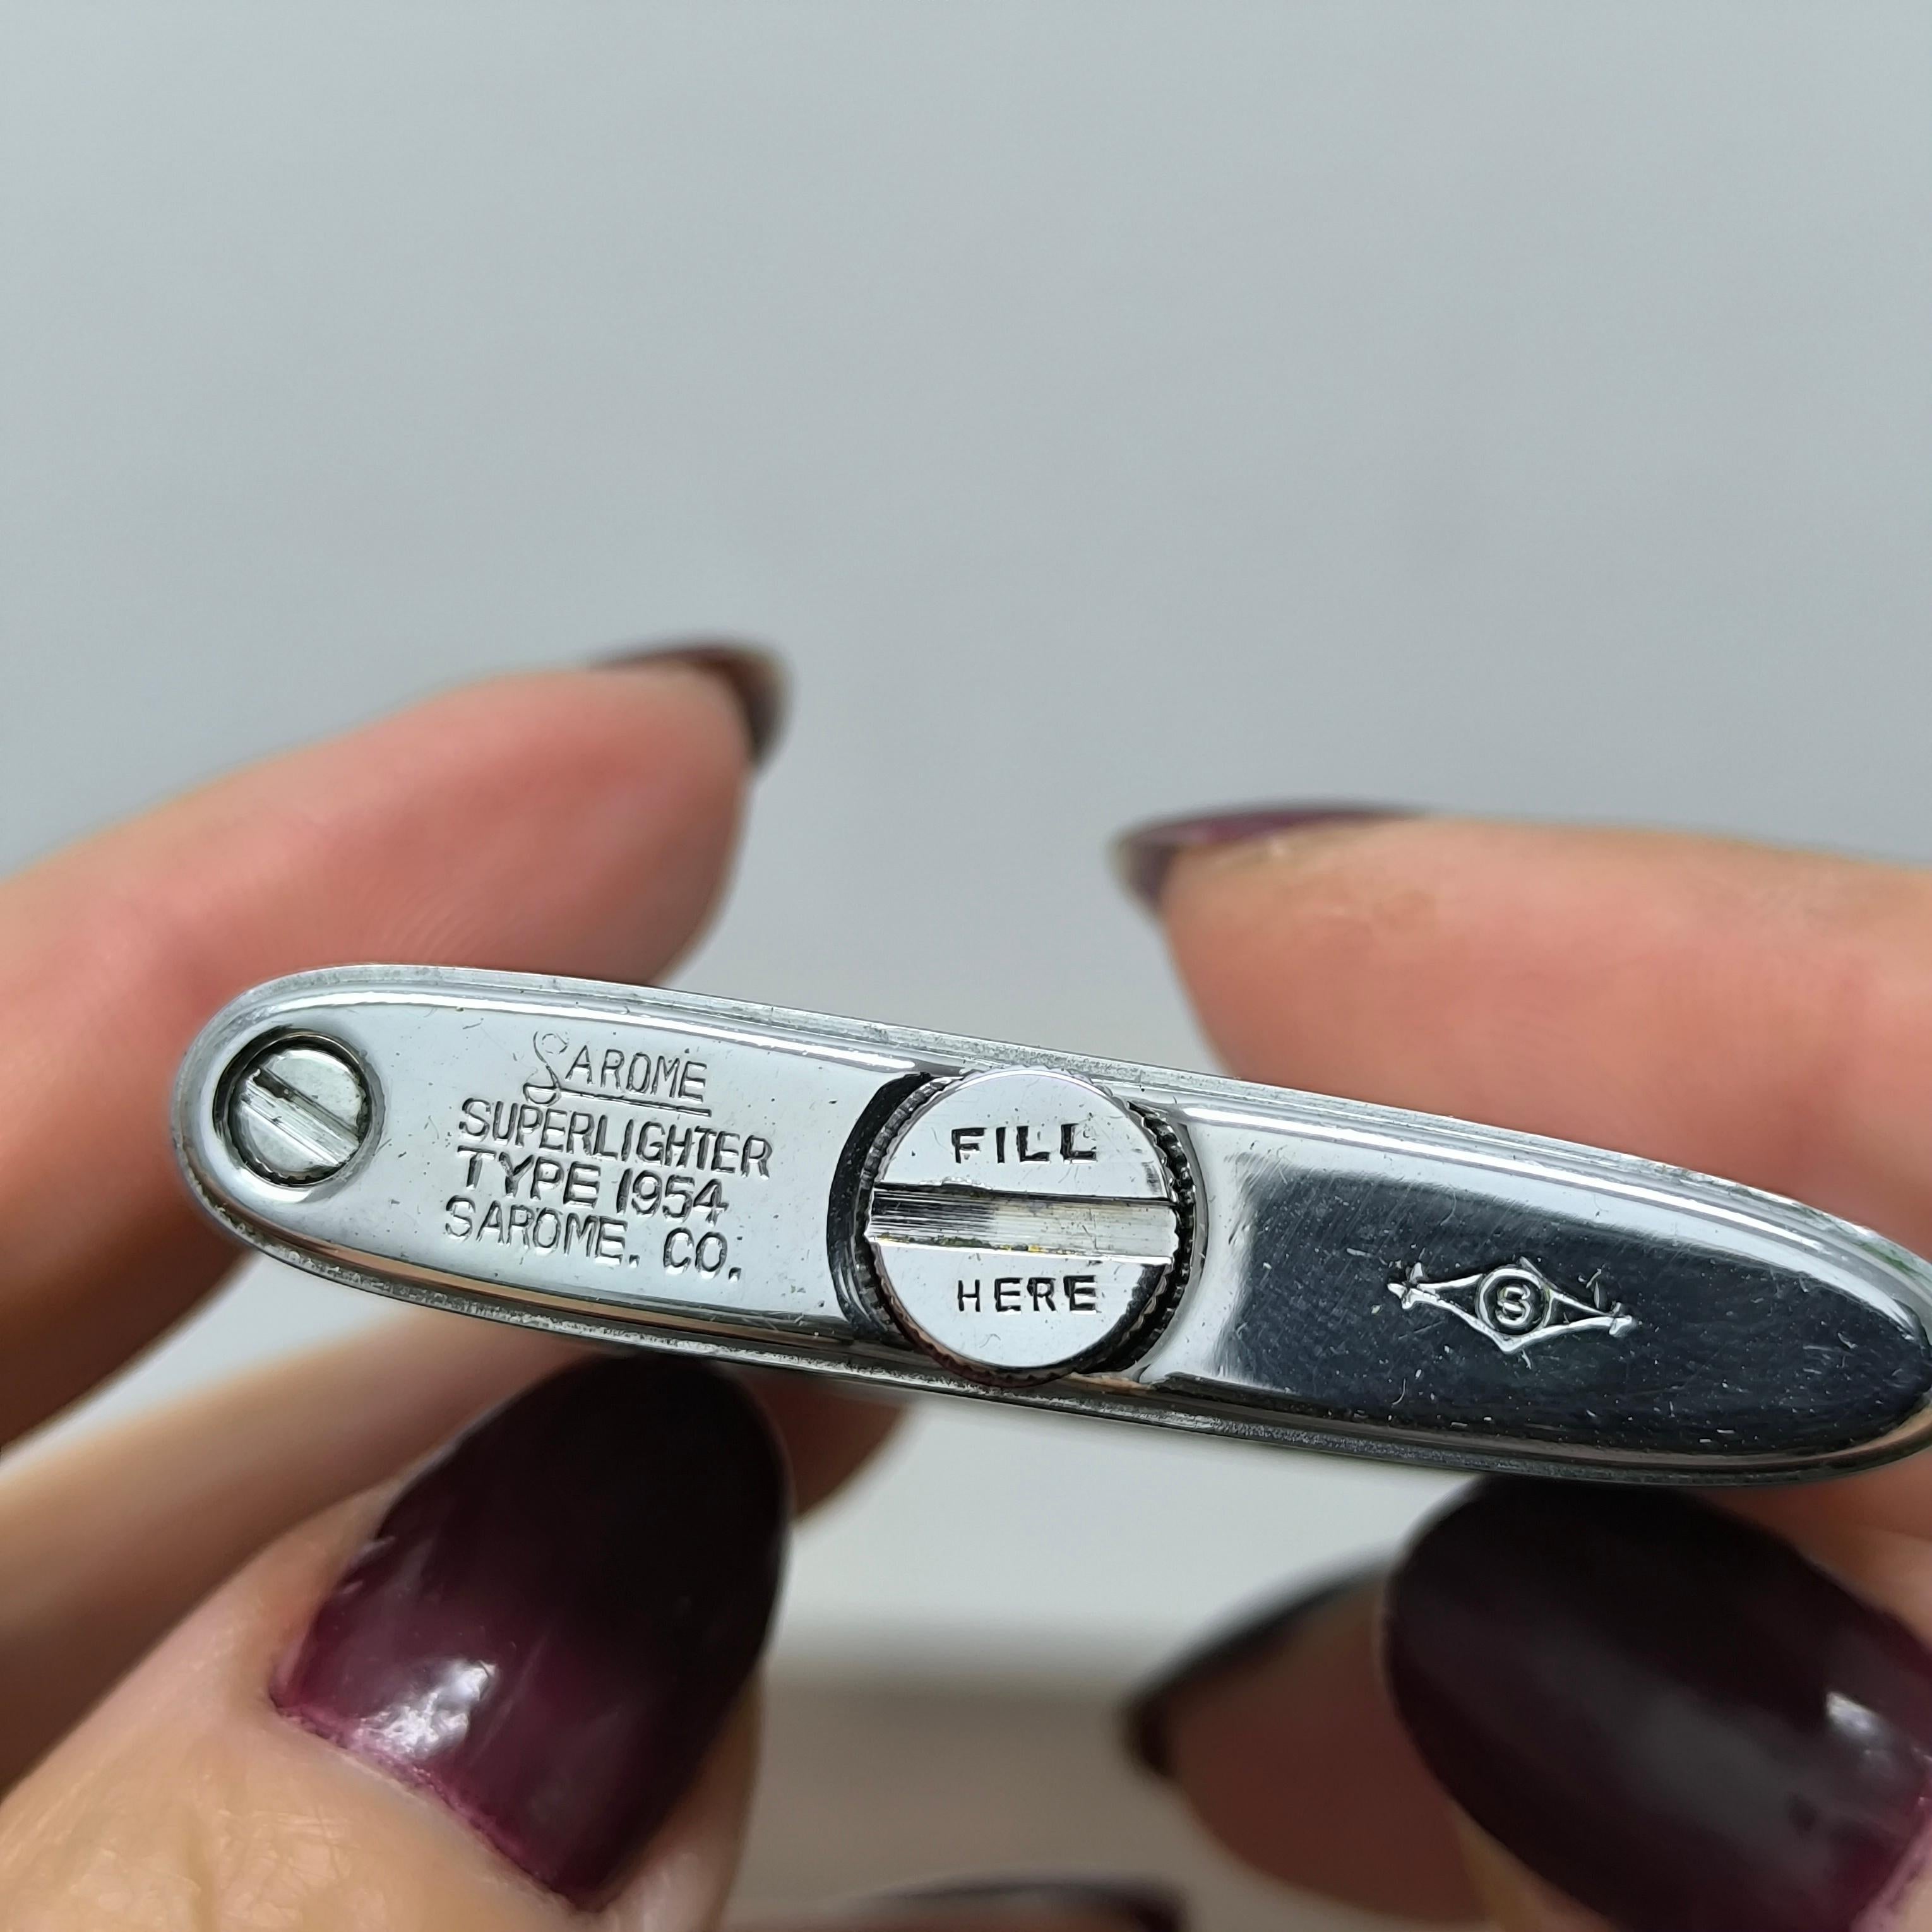 SAROME
SUPERLIGHTER
TYPE 1954
SAROME. CO.
FILL
HERE